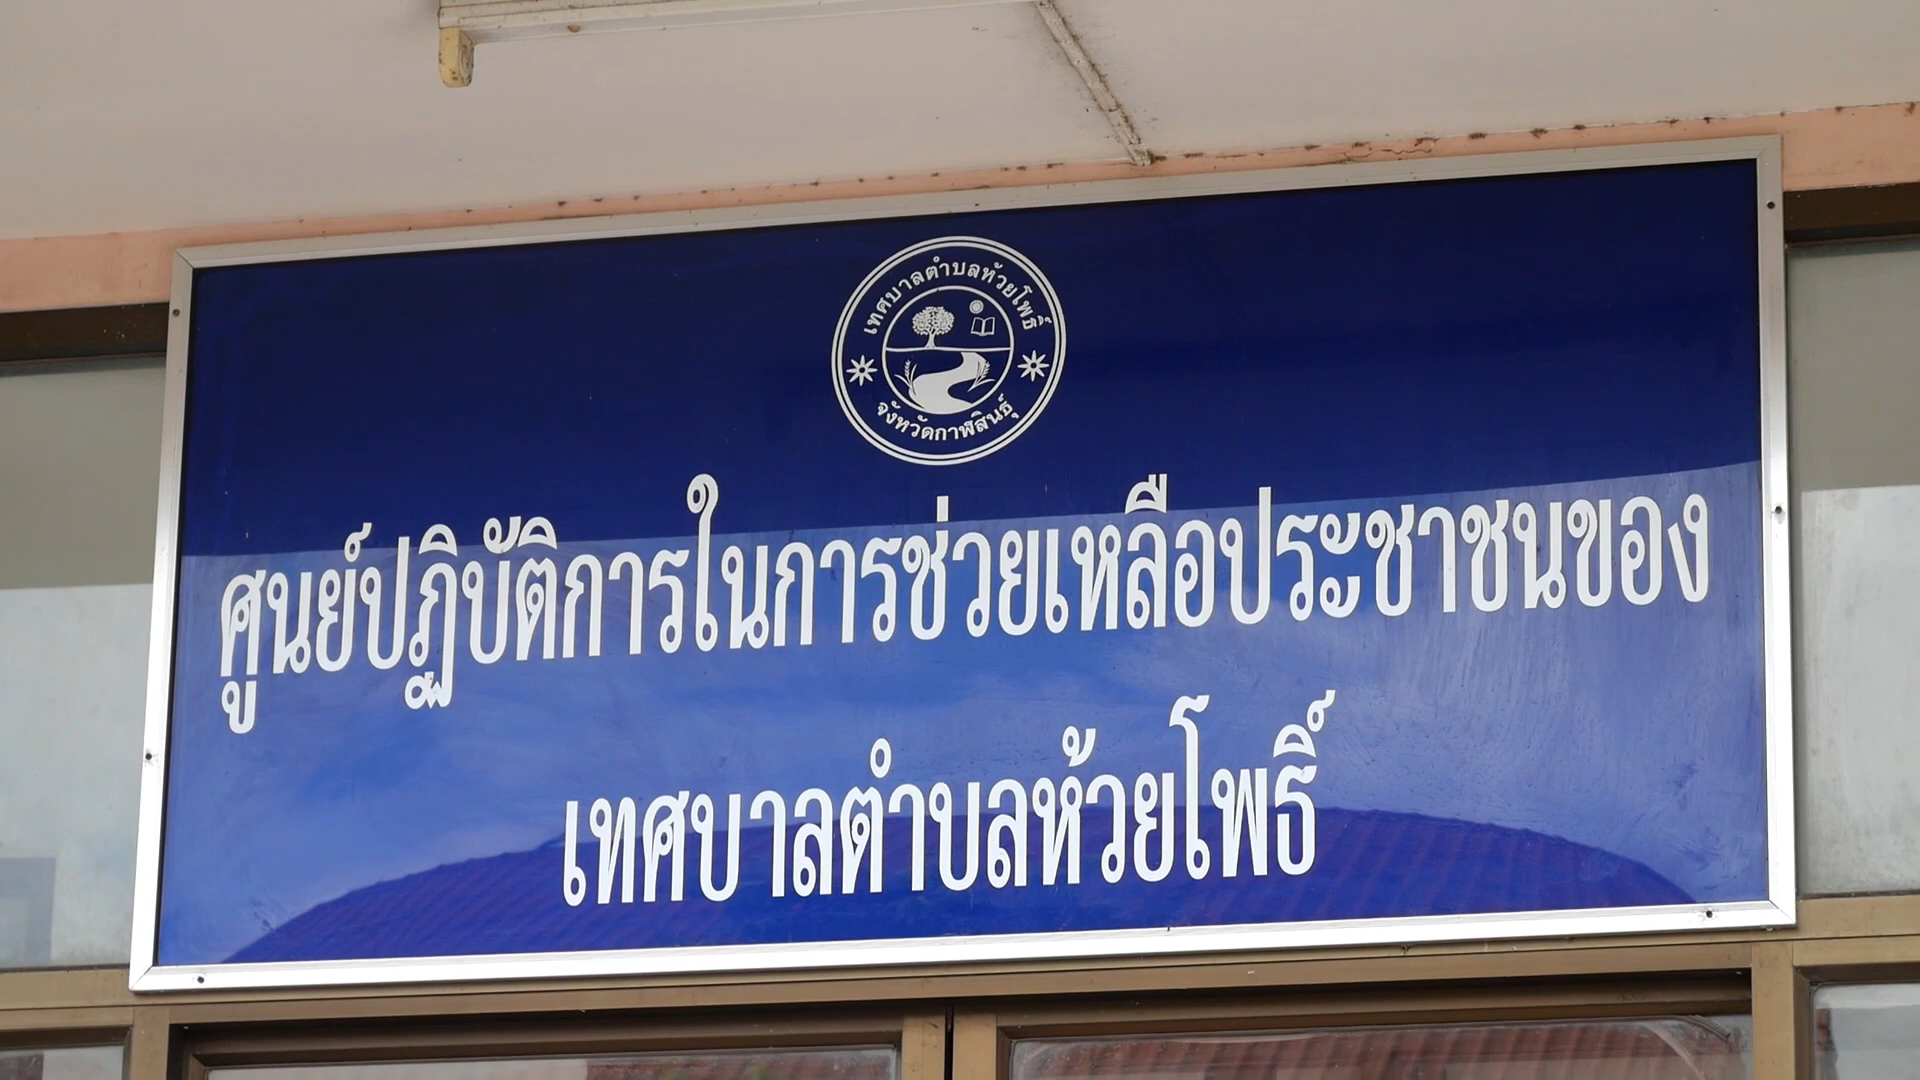 เทศบาลตำบลห้วยโพธิ์
จังหวัดกาฬสินธุ์
ศูนย์ปฏิบัติการในการช่วยเหลือประชาชนของ
เทศบาลตำบลห้วยโพธิ์